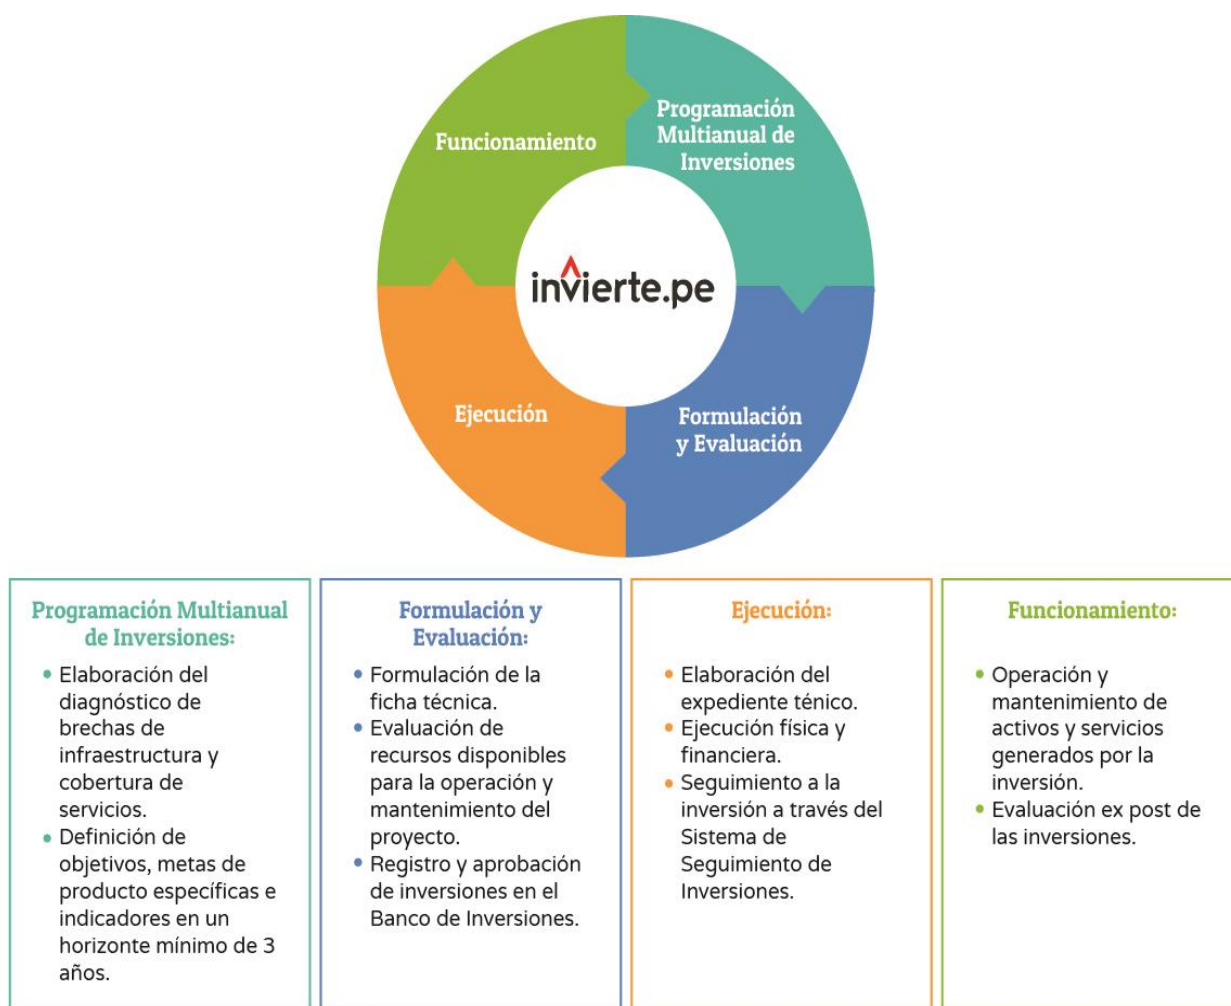 Funcionamiento
Programación
Multianual de
Inversiones
invierte.pe
Ejecución
Formulación
y Evaluación
Programación Multianual
de Inversiones:
• Elaboración del
diagnóstico de
brechas de
infraestructura y
cobertura de
servicios.
• Definición de
objetivos, metas de
producto específicas e
indicadores en un
horizonte mínimo de 3
años.
Formulación y
Evaluación:
• Formulación de la
ficha técnica.
• Evaluación de
recursos disponibles
para la operación y
mantenimiento del
proyecto.
• Registro y aprobación
de inversiones en el
Banco de Inversiones.
Ejecución:
• Elaboración del
expediente ténico.
• Ejecución física y
financiera.
• Seguimiento a la
inversión a través del
Sistema de
Seguimiento de
Inversiones.
Funcionamiento:
• Operación y
mantenimiento de
activos y servicios
generados por la
inversión.
• Evaluación ex post de
las inversiones.